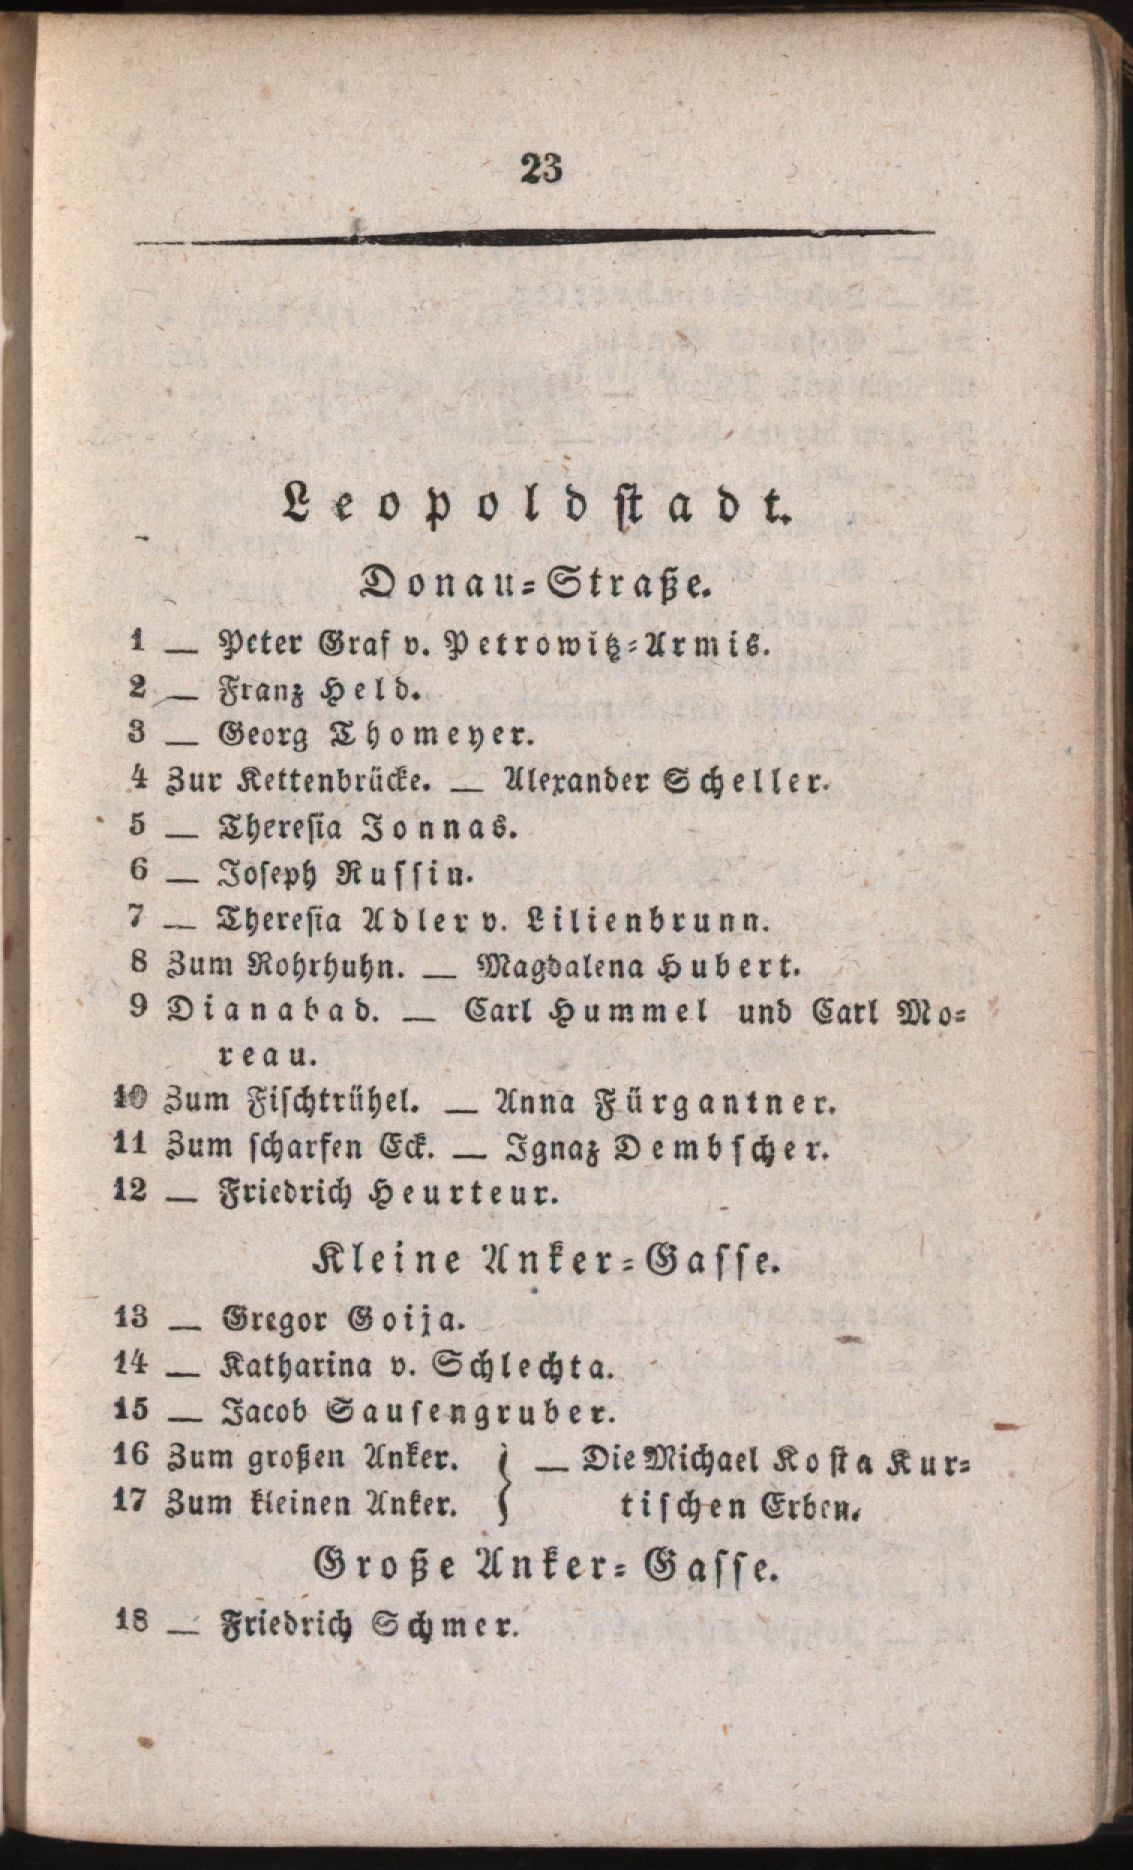 23
Leopoldstadt.
Donau-Straße.
1 — Peter Graf v. Petrowitz-Armis.
2 — Franz Held.
3 — Georg Thomeyer.
4 Zur Kettenbrücke. — Alexander Scheller.
5 — Theresia Jonnas.
6 — Joseph Russin.
7 — Theresia Adler v. Lilienbrunn.
8 Zum Rohrhuhn. — Magdalena Hubert.
9 Dianabad. — Carl Hummel und Carl Mo-
reau.
10 Zum Fischtrühel. — Anna Fürgantner.
11 Zum scharfen Eck. — Ignaz Dembscher.
12 — Friedrich Heurteur.
Kleine Anker-Gasse.
13 — Gregor Goija.
14 — Katharina v. Schlechta.
15 — Jacob Sausengruber.
16 Zum großen Anker. } — Die Michael Kosta Kur-
17 Zum kleinen Anker. } tischen Erben.
Große Anker-Gasse.
18 — Friedrich Schmer.